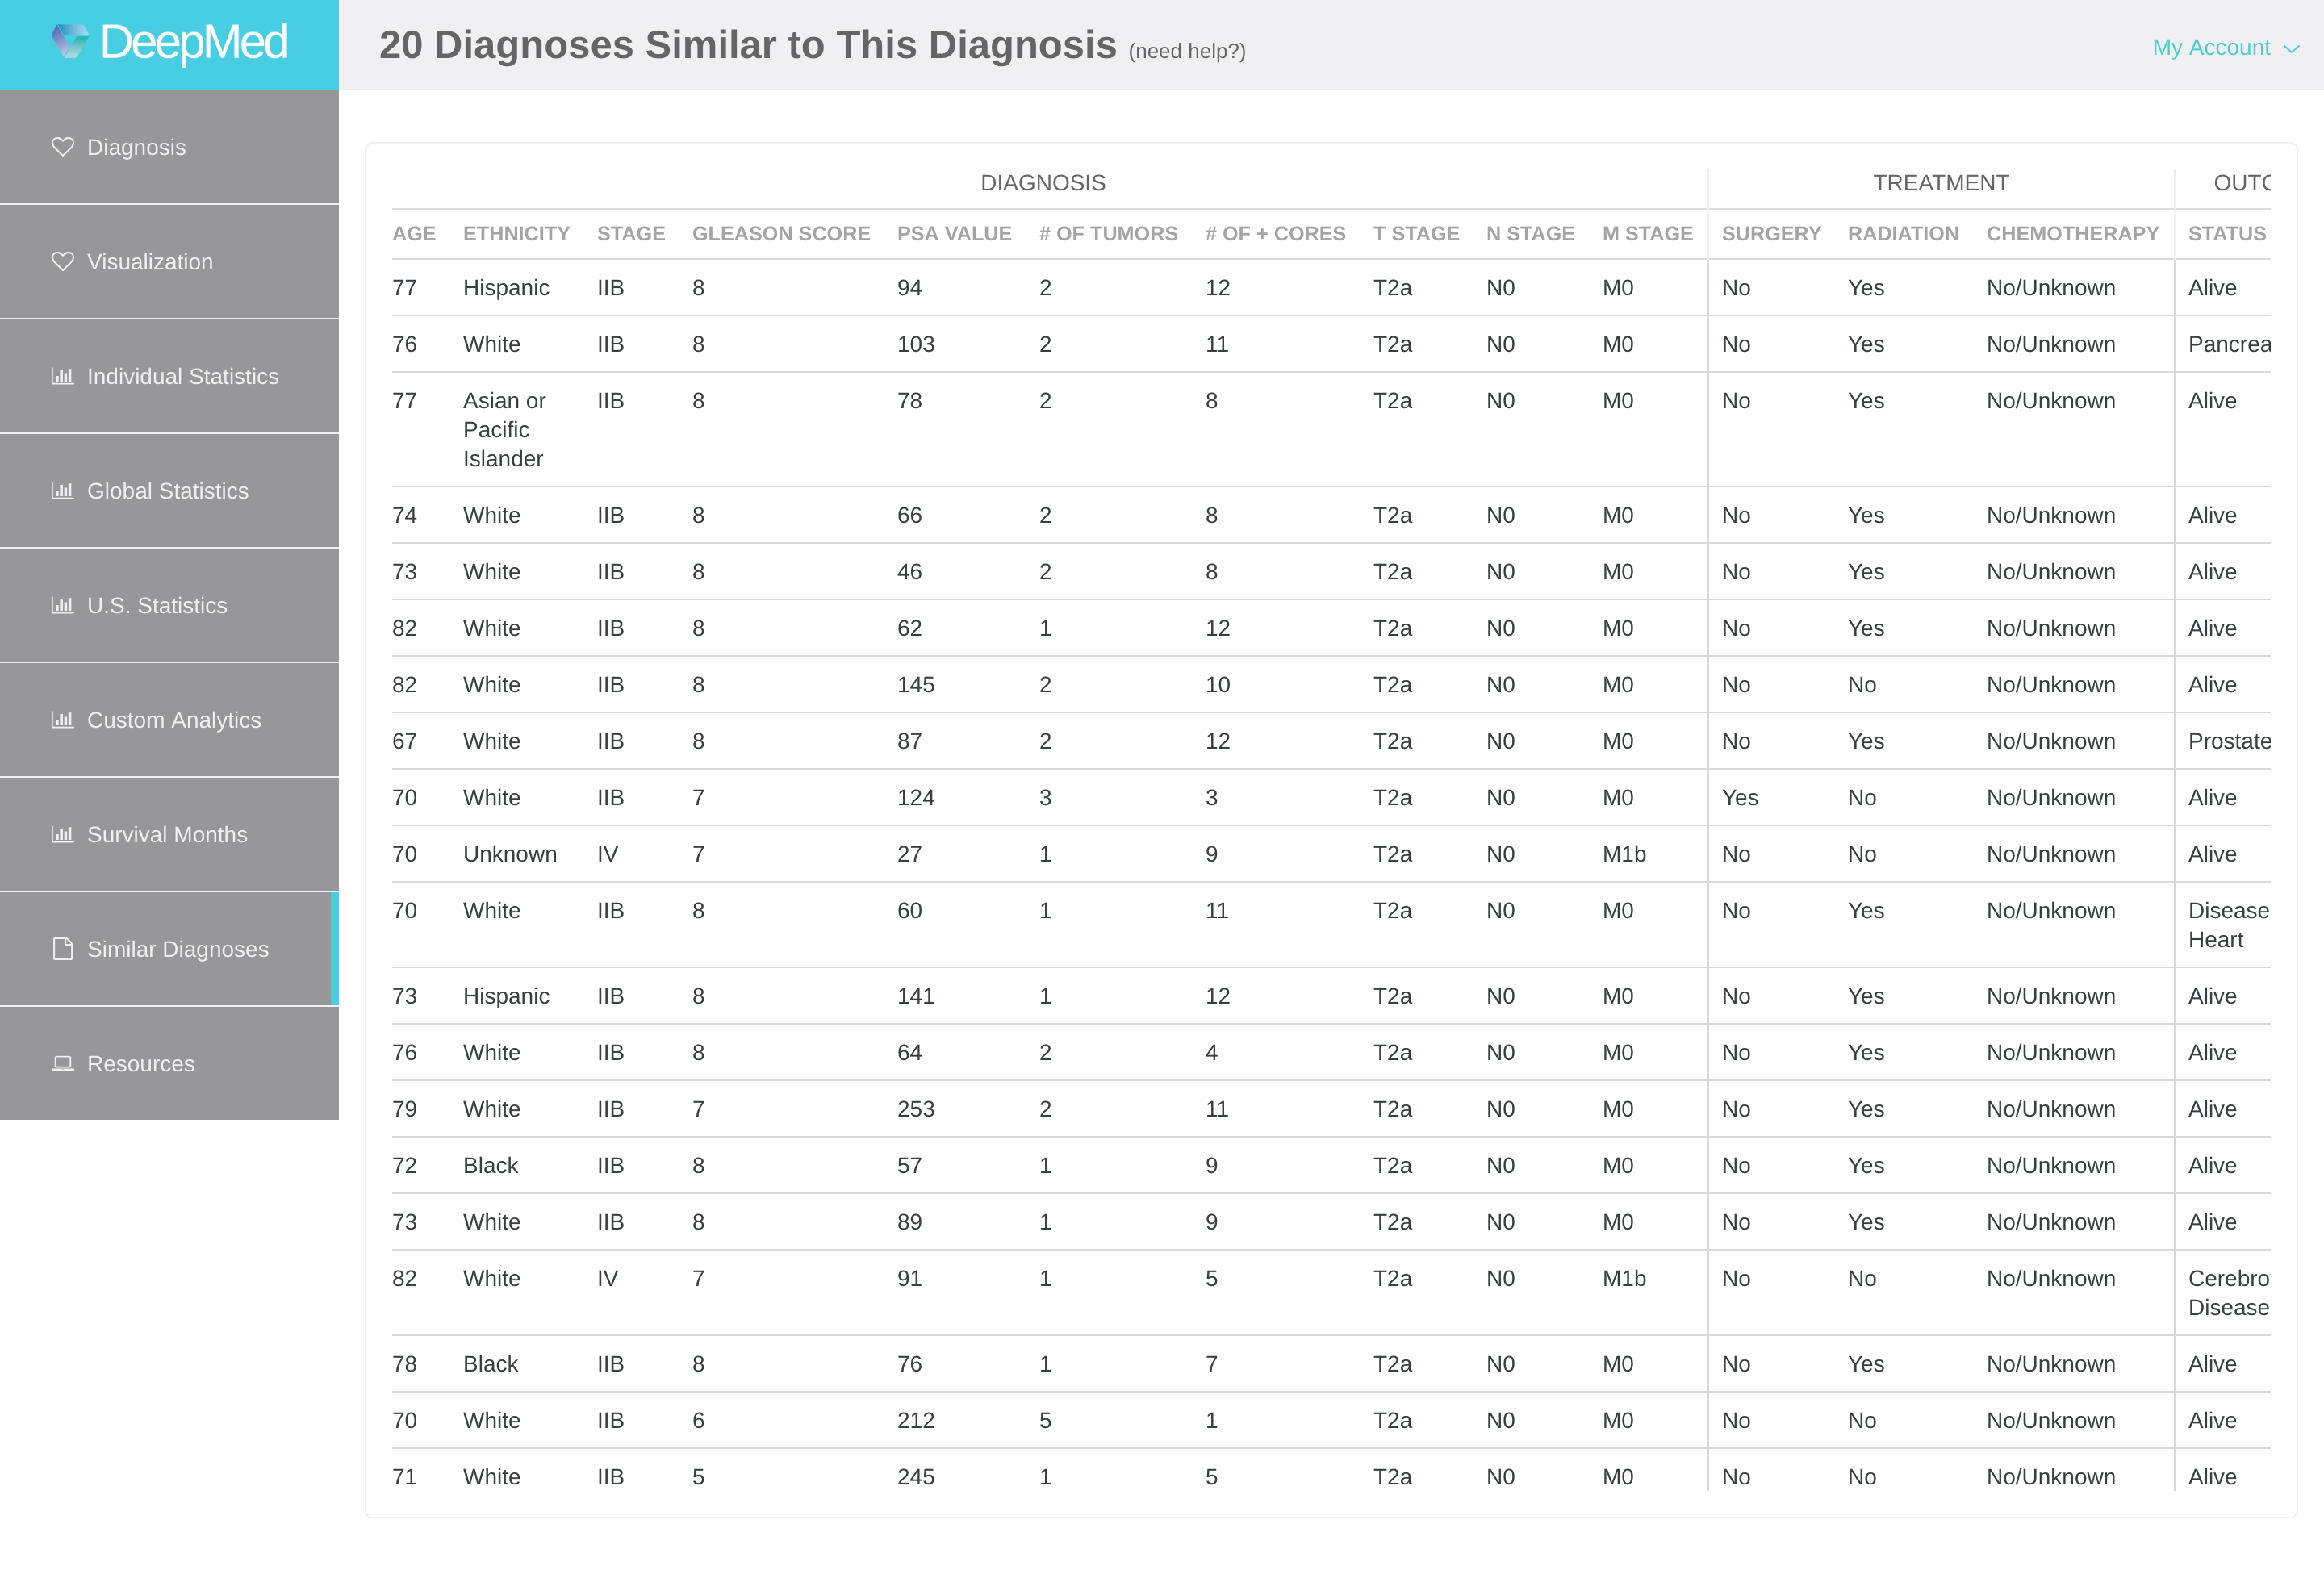 DeepMed
20 Diagnoses Similar to This Diagnosis (need help?)
My Account
Diagnosis
Visualization
Individual Statistics
Global Statistics
U.S. Statistics
Custom Analytics
Survival Months
Similar Diagnoses
Resources
DIAGNOSIS TREATMENT OUTC
AGE ETHNICITY STAGE GLEASON SCORE PSA VALUE # OF TUMORS # OF + CORES T STAGE N STAGE M STAGE SURGERY RADIATION CHEMOTHERAPY STATUS
77 Hispanic IIB 8 94 2 12 T2a N0 M0 No Yes No/Unknown Alive
76 White IIB 8 103 2 11 T2a N0 M0 No Yes No/Unknown Pancrea
77 Asian or IIB 8 78 2 8 T2a N0 M0 No Yes No/Unknown Alive
Pacific
Islander
74 White IIB 8 66 2 8 T2a N0 M0 No Yes No/Unknown Alive
73 White IIB 8 46 2 8 T2a N0 M0 No Yes No/Unknown Alive
82 White IIB 8 62 1 12 T2a N0 M0 No Yes No/Unknown Alive
82 White IIB 8 145 2 10 T2a N0 M0 No No No/Unknown Alive
67 White IIB 8 87 2 12 T2a N0 M0 No Yes No/Unknown Prostate
70 White IIB 7 124 3 3 T2a N0 M0 Yes No No/Unknown Alive
70 Unknown IV 7 27 1 9 T2a N0 M1b No No No/Unknown Alive
70 White IIB 8 60 1 11 T2a N0 M0 No Yes No/Unknown Disease
Heart
73 Hispanic IIB 8 141 1 12 T2a N0 M0 No Yes No/Unknown Alive
76 White IIB 8 64 2 4 T2a N0 M0 No Yes No/Unknown Alive
79 White IIB 7 253 2 11 T2a N0 M0 No Yes No/Unknown Alive
72 Black IIB 8 57 1 9 T2a N0 M0 No Yes No/Unknown Alive
73 White IIB 8 89 1 9 T2a N0 M0 No Yes No/Unknown Alive
82 White IV 7 91 1 5 T2a N0 M1b No No No/Unknown Cerebro
Disease
78 Black IIB 8 76 1 7 T2a N0 M0 No Yes No/Unknown Alive
70 White IIB 6 212 5 1 T2a N0 M0 No No No/Unknown Alive
71 White IIB 5 245 1 5 T2a N0 M0 No No No/Unknown Alive